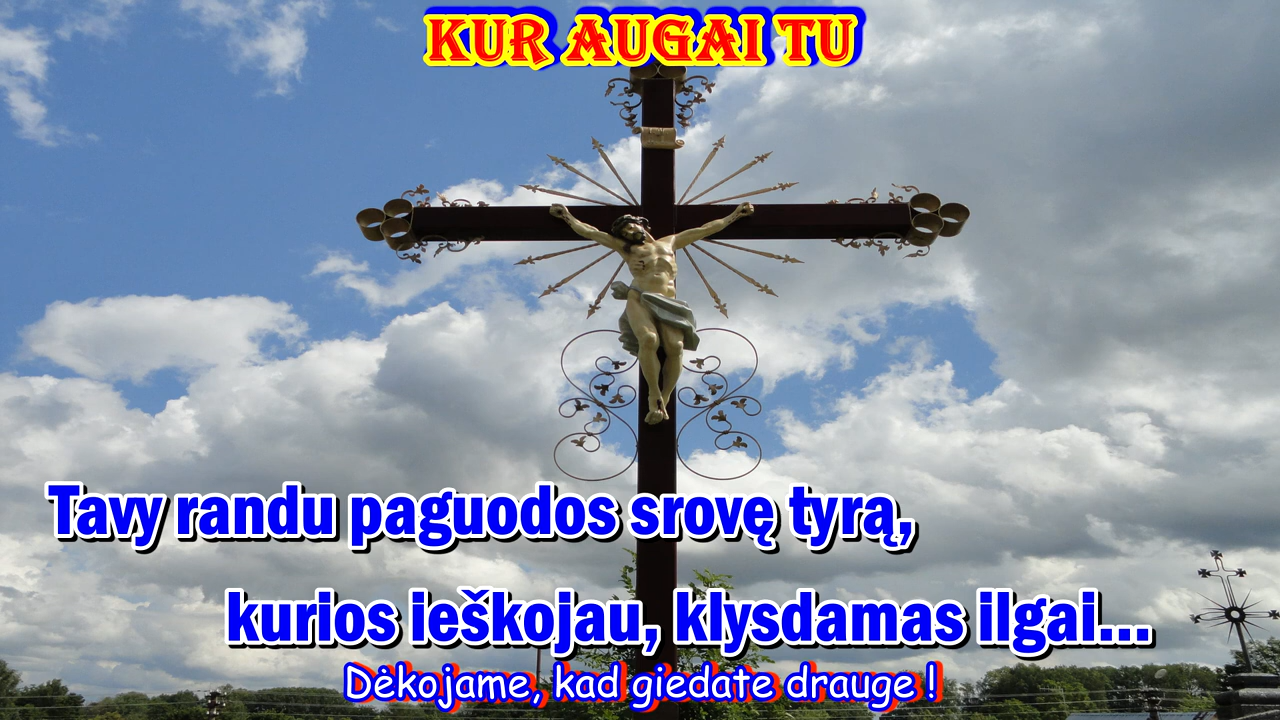 KUR AUGAI TU
Tavy randu paguodos srovę tyrą,
kurios ieškojau, klysdamas ilgai...
Dėkojame, kad giedate drauge !